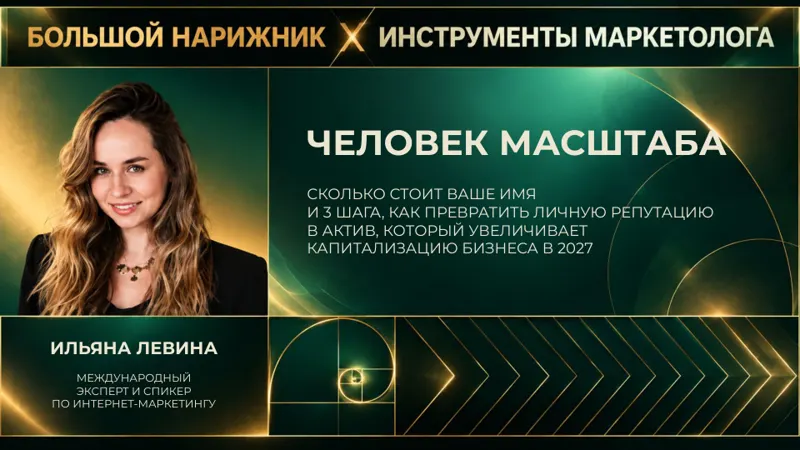 БОЛЬШОЙ НАРИЖНИК X ИНСТРУМЕНТЫ МАРКЕТОЛОГА
ЧЕЛОВЕК МАСШТАБА
СКОЛЬКО СТОИТ ВАШЕ ИМЯ
И 3 ШАГА, КАК ПРЕВРАТИТЬ ЛИЧНУЮ РЕПУТАЦИЮ
В АКТИВ, КОТОРЫЙ УВЕЛИЧИВАЕТ
КАПИТАЛИЗАЦИЮ БИЗНЕСА В 2027
ИЛЬЯНА ЛЕВИНА
МЕЖДУНАРОДНЫЙ
ЭКСПЕРТ И СПИКЕР
ПО ИНТЕРНЕТ-МАРКЕТИНГУ